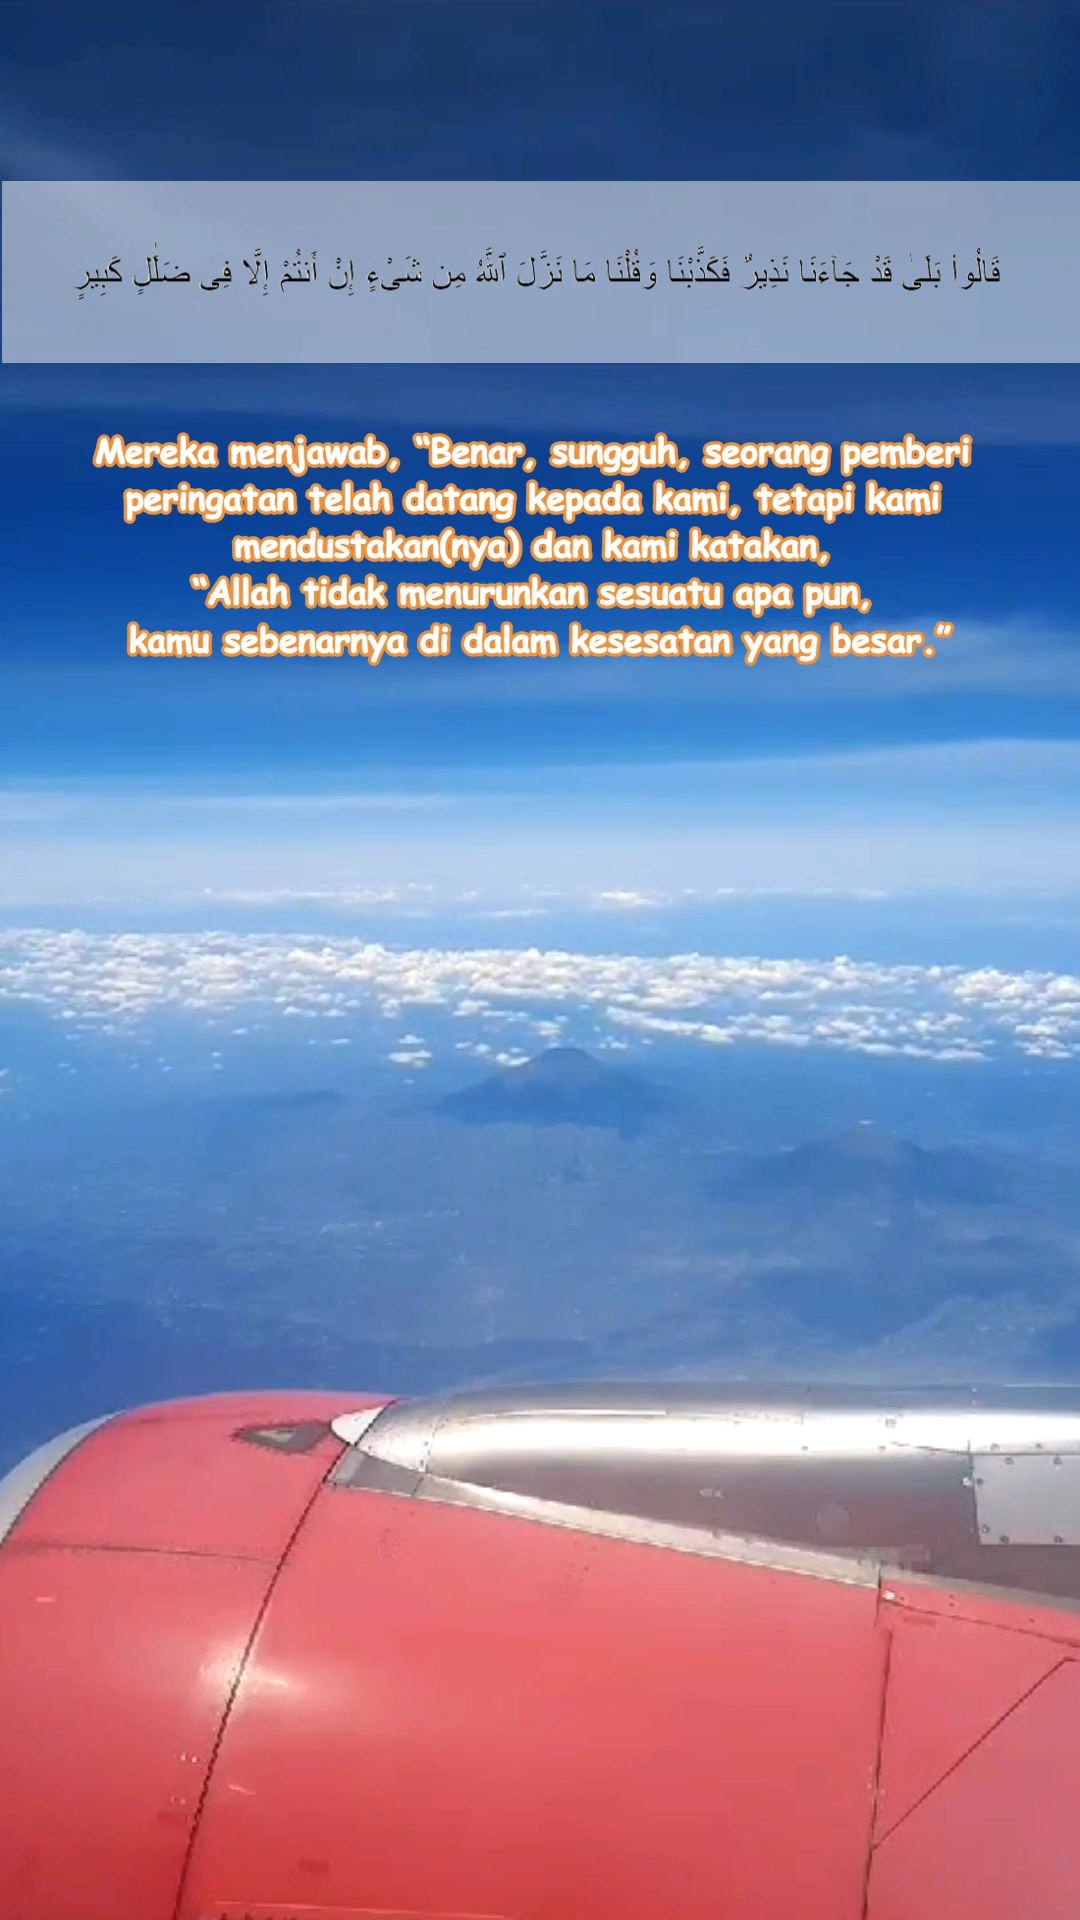 قَالُوا۟ بَلَىٰ قَدْ جَآءَنَا نَذِيرٌ فَكَذَّبْنَا وَقُلْنَا مَا نَزَّلَ ٱللَّهُ مِن شَىْءٍ إِنْ أَنتُمْ إِلَّا فِى ضَلَٰلٍ كَبِيرٍ
Mereka menjawab, “Benar, sungguh, seorang pemberi
peringatan telah datang kepada kami, tetapi kami
mendustakan(nya) dan kami katakan,
“Allah tidak menurunkan sesuatu apa pun,
kamu sebenarnya di dalam kesesatan yang besar.”